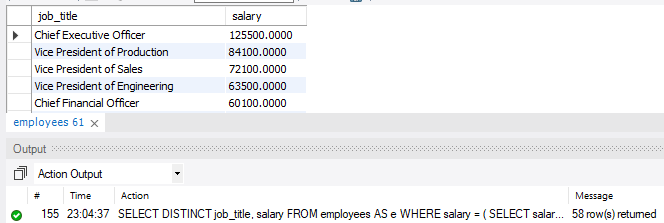 job_title salary
Chief Executive Officer 125500.0000
Vice President of Production 84100.0000
Vice President of Sales 72100.0000
Vice President of Engineering 63500.0000
Chief Financial Officer 60100.0000
employees 61
Output
Action Output
# Time Action Message
155 23:04:37 SELECT DISTINCT job_title, salary FROM employees AS e WHERE salary = ( SELECT salar... 58 row(s) returned